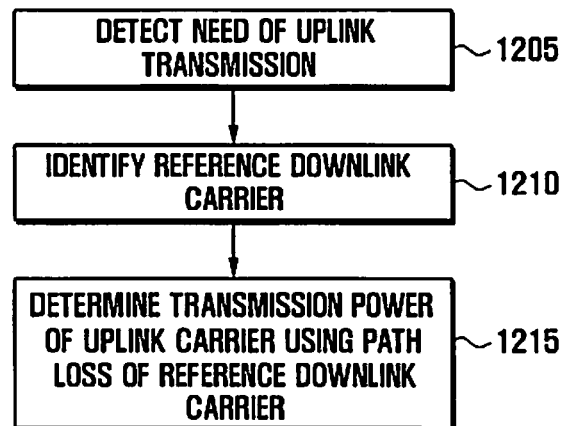 DETECT NEED OF UPLINK
TRANSMISSION
1205
IDENTIFY REFERENCE DOWNLINK
CARRIER
1210
DETERMINE TRANSMISSION POWER
OF UPLINK CARRIER USING PATH
LOSS OF REFERENCE DOWNLINK
CARRIER
1215